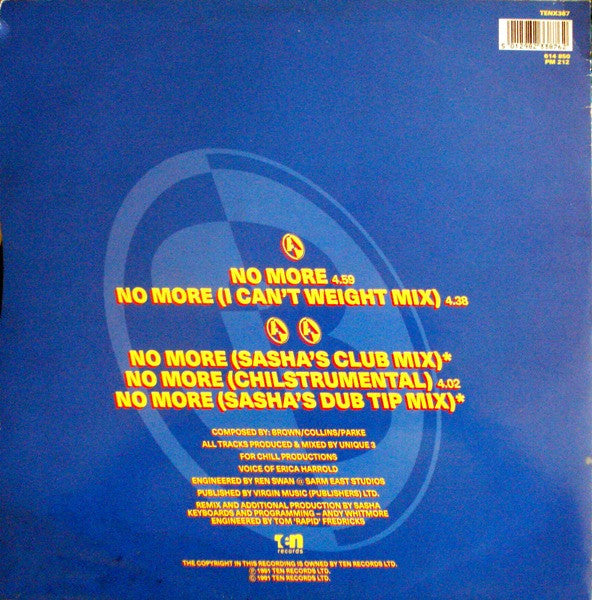 TENX387
5 012982 338762
614 850
PM 212
A
NO MORE 4.59
NO MORE (I CAN'T WEIGHT MIX) 4.38
A A
NO MORE (SASHA'S CLUB MIX)*
NO MORE (CHILSTRUMENTAL) 4.02
NO MORE (SASHA'S DUB TIP MIX)*
COMPOSED BY: BROWN/COLLINS/PARKE
ALL TRACKS PRODUCED & MIXED BY UNIQUE 3
FOR CHILL PRODUCTIONS
VOICE OF ERICA HARROLD
ENGINEERED BY REN SWAN @ SARM EAST STUDIOS
PUBLISHED BY VIRGIN MUSIC (PUBLISHERS) LTD.
REMIX AND ADDITIONAL PRODUCTION BY SASHA
KEYBOARDS AND PROGRAMMING – ANDY WHITMORE
ENGINEERED BY TOM 'RAPID' FREDRICKS
TEN
records
THE COPYRIGHT IN THIS RECORDING IS OWNED BY TEN RECORDS LTD.
Ⓟ 1991 TEN RECORDS LTD.
© 1991 TEN RECORDS LTD.